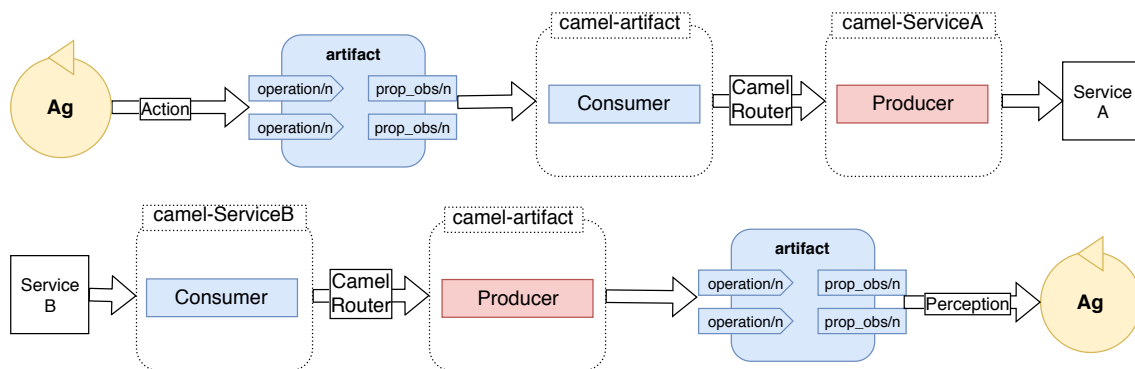 camel-artifact
camel-ServiceA
artifact
Ag
Action
operation/n
prop_obs/n
operation/n
prop_obs/n
Consumer
Camel
Router
Producer
Service
A
camel-ServiceB
camel-artifact
artifact
Service
B
Consumer
Camel
Router
Producer
operation/n
prop_obs/n
operation/n
prop_obs/n
Perception
Ag